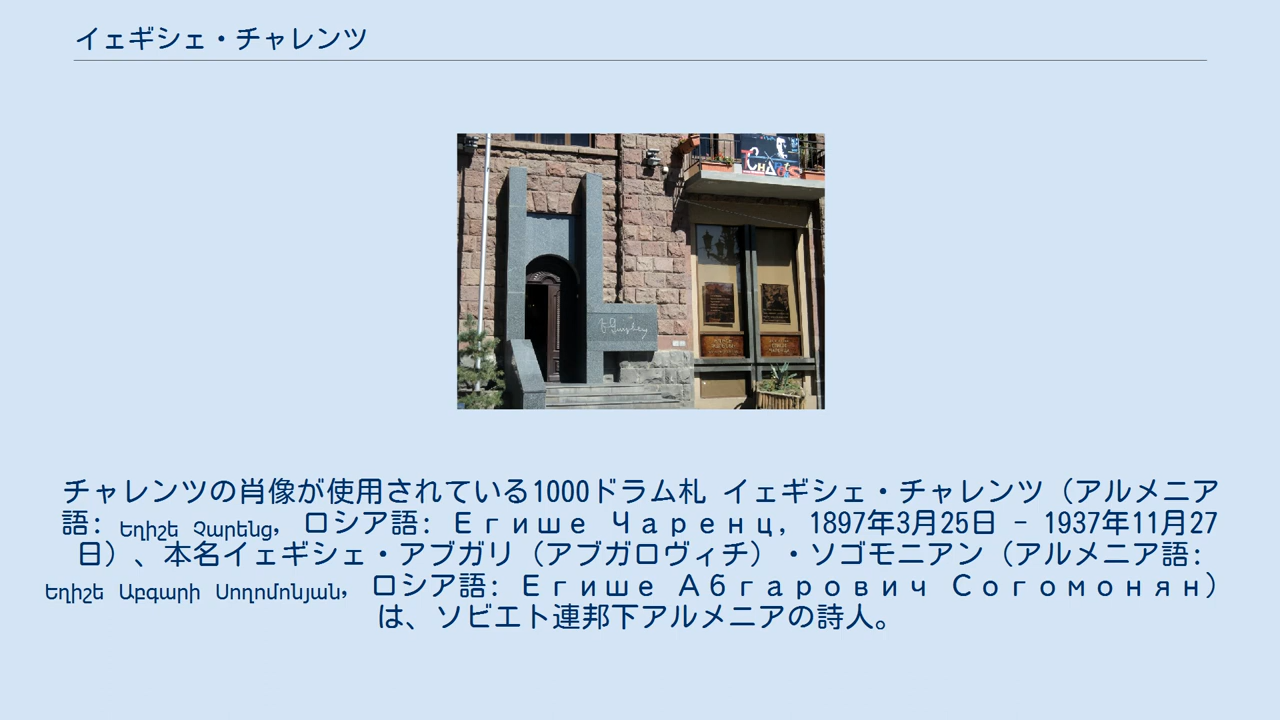 イェギシェ・チャレンツ
CHA
チャレンツの肖像が使用されている1000ドラム札 イェギシェ・チャレンツ（アルメニア
語: Եղիշե Չարենց, ロシア語: Егише Чаренц, 1897年3月25日 - 1937年11月27
日）、本名イェギシェ・アブガリ（アブガロヴィチ）・ソゴモニアン（アルメニア語:
Եղիշե Աբգարի Սողոմոնյան, ロシア語: Егише Абгарович Согомонян）
は、ソビエト連邦下アルメニアの詩人。